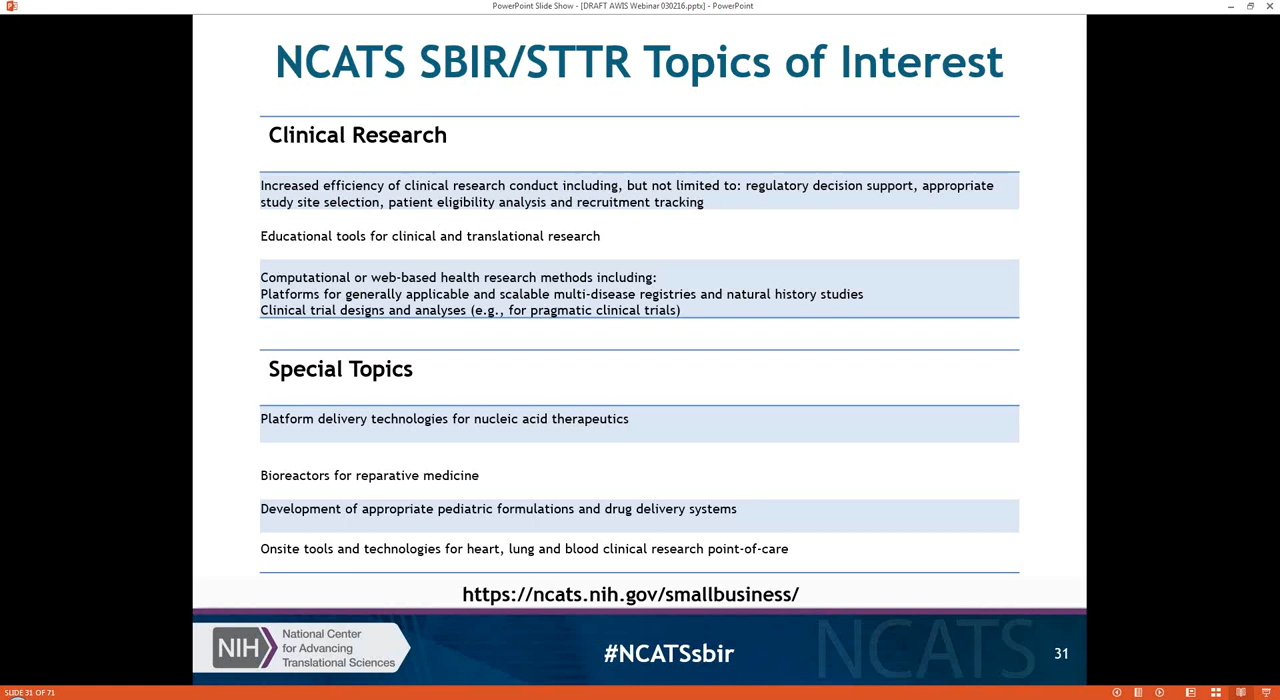 PowerPoint Slide Show - [DRAFT AWIS Webinar 030216.pptx] - PowerPoint
NCATS SBIR/STTR Topics of Interest
Clinical Research
Increased efficiency of clinical research conduct including, but not limited to: regulatory decision support, appropriate
study site selection, patient eligibility analysis and recruitment tracking
Educational tools for clinical and translational research
Computational or web-based health research methods including:
Platforms for generally applicable and scalable multi-disease registries and natural history studies
Clinical trial designs and analyses (e.g., for pragmatic clinical trials)
Special Topics
Platform delivery technologies for nucleic acid therapeutics
Bioreactors for reparative medicine
Development of appropriate pediatric formulations and drug delivery systems
Onsite tools and technologies for heart, lung and blood clinical research point-of-care
https://ncats.nih.gov/smallbusiness/
NIH
National Center
for Advancing
Translational Sciences
#NCATSsbir
NCATS
31
SLIDE 31 OF 71